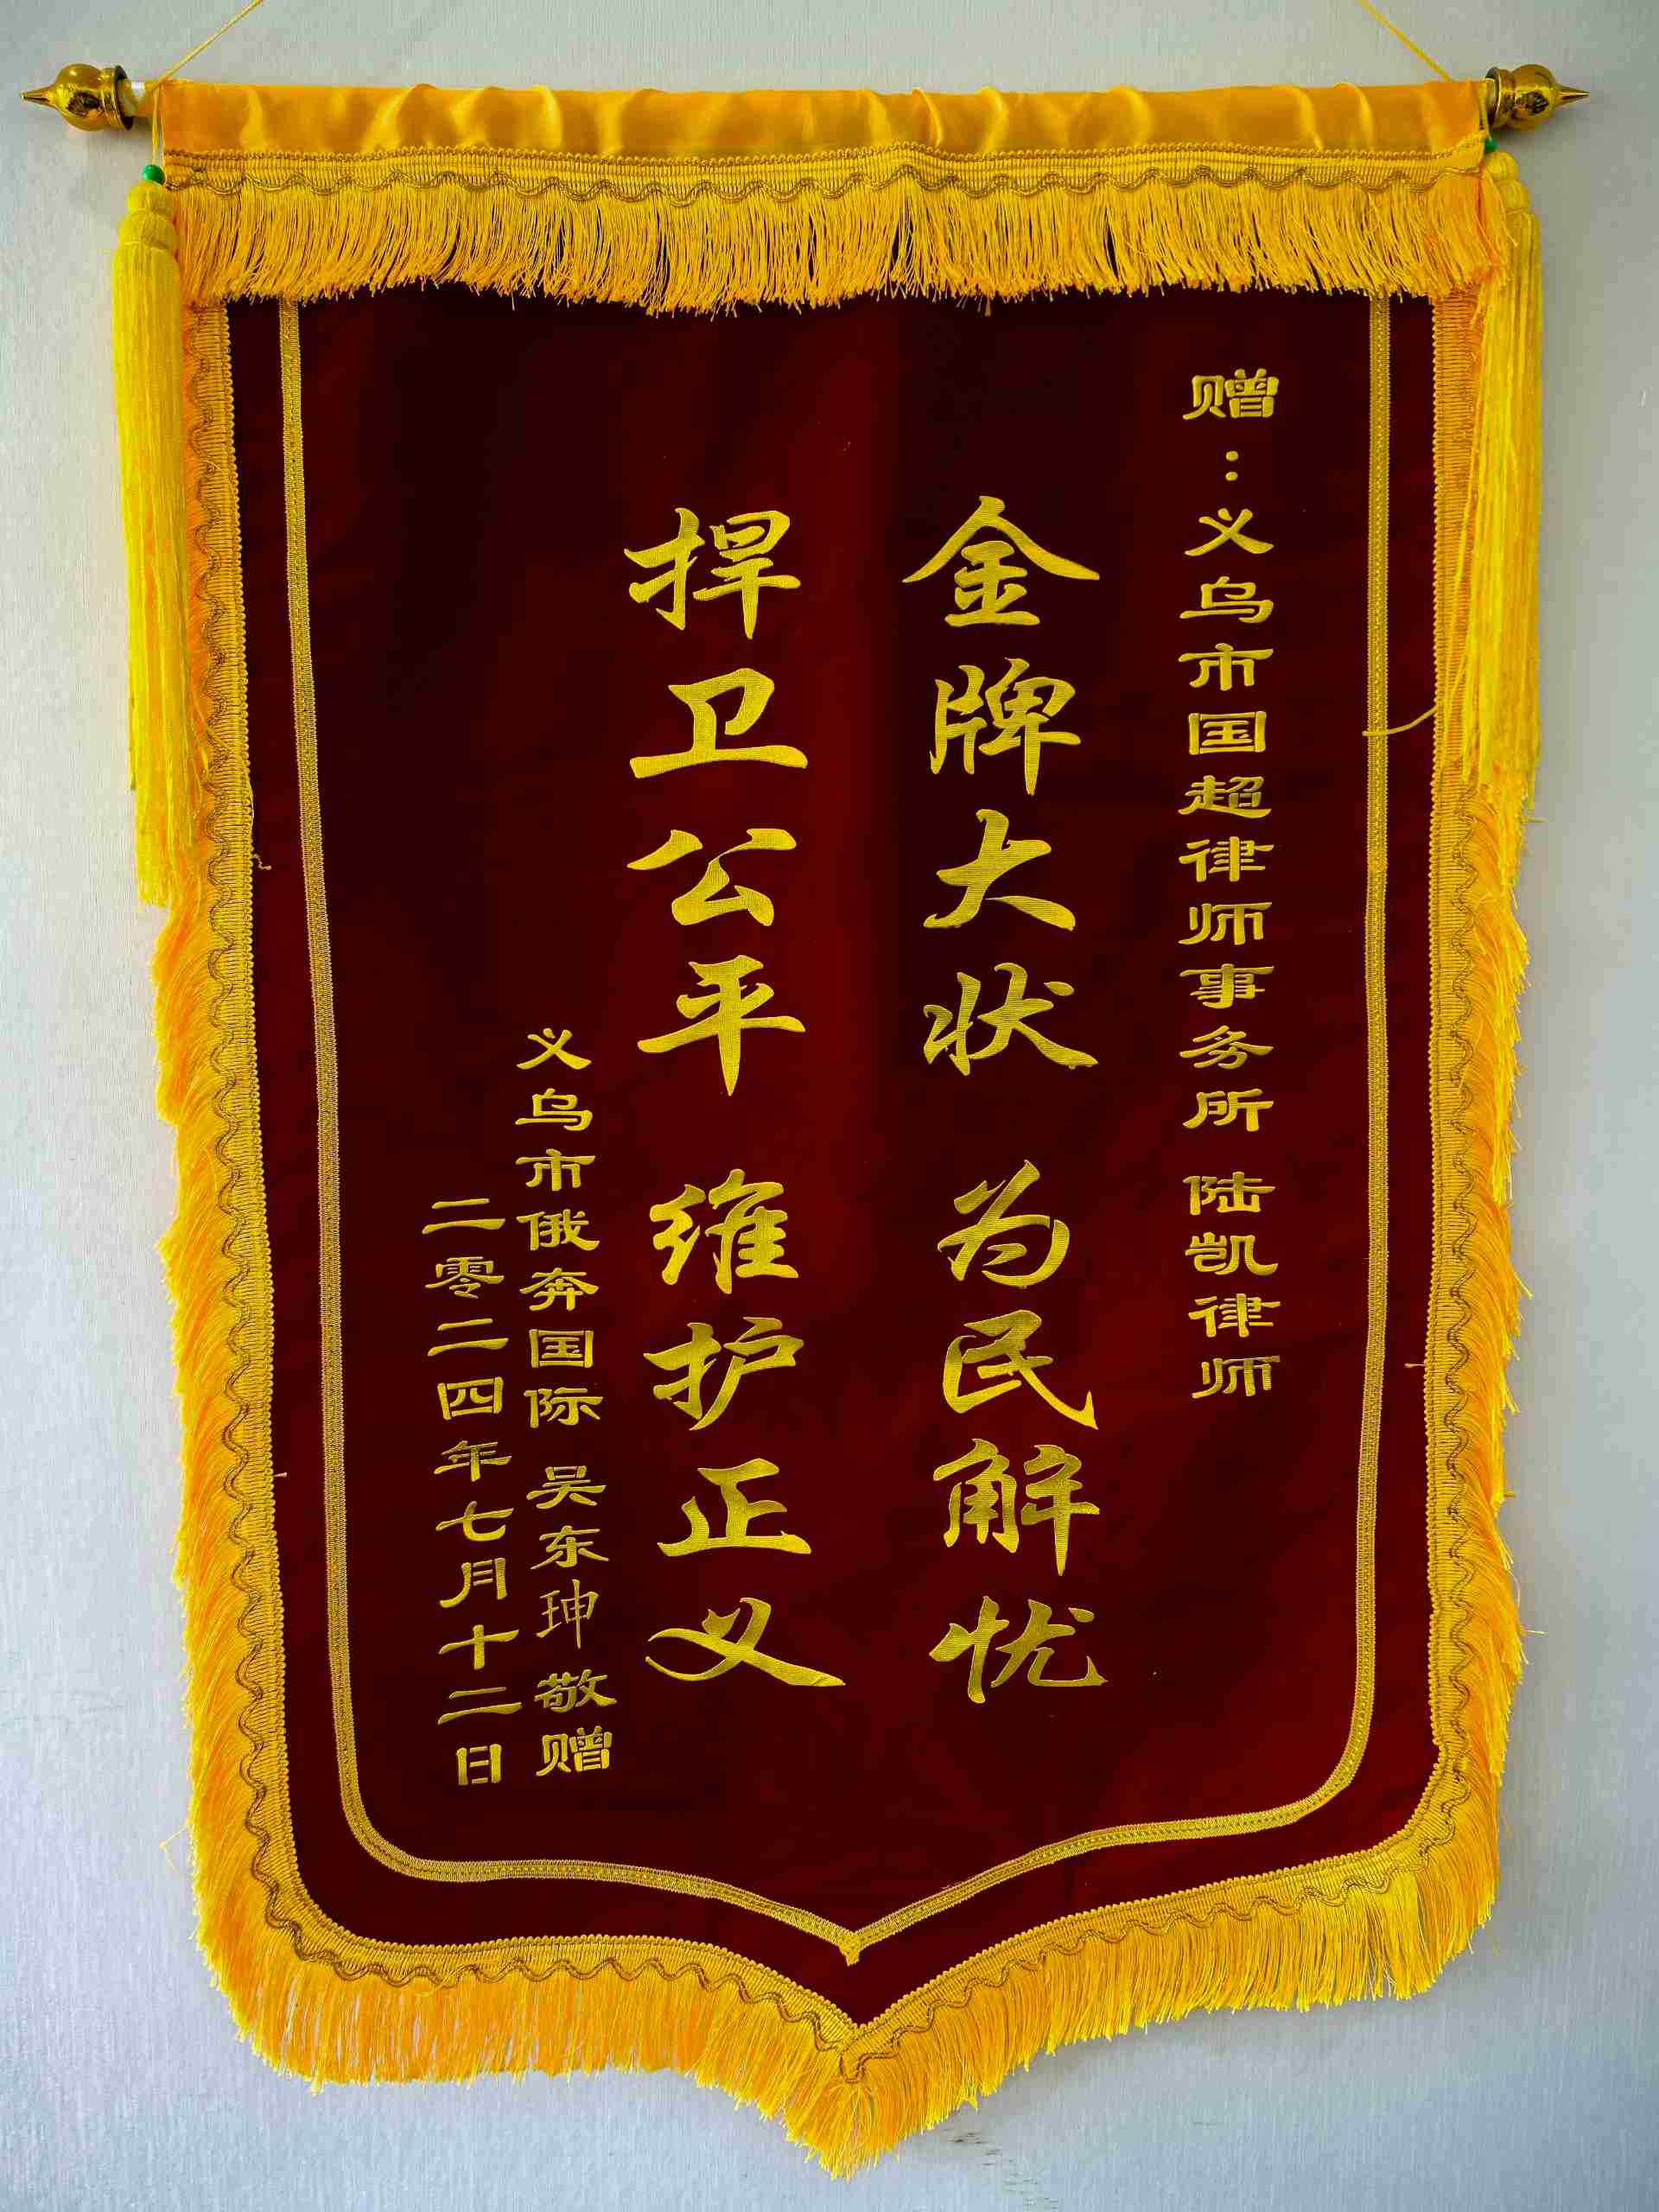 赠：义乌市国超律师事务所 陆凯律师
金牌大状 为民解忧
捍卫公平 维护正义
义乌市俄奔国际 吴东珅 敬赠
二零二四年七月十二日